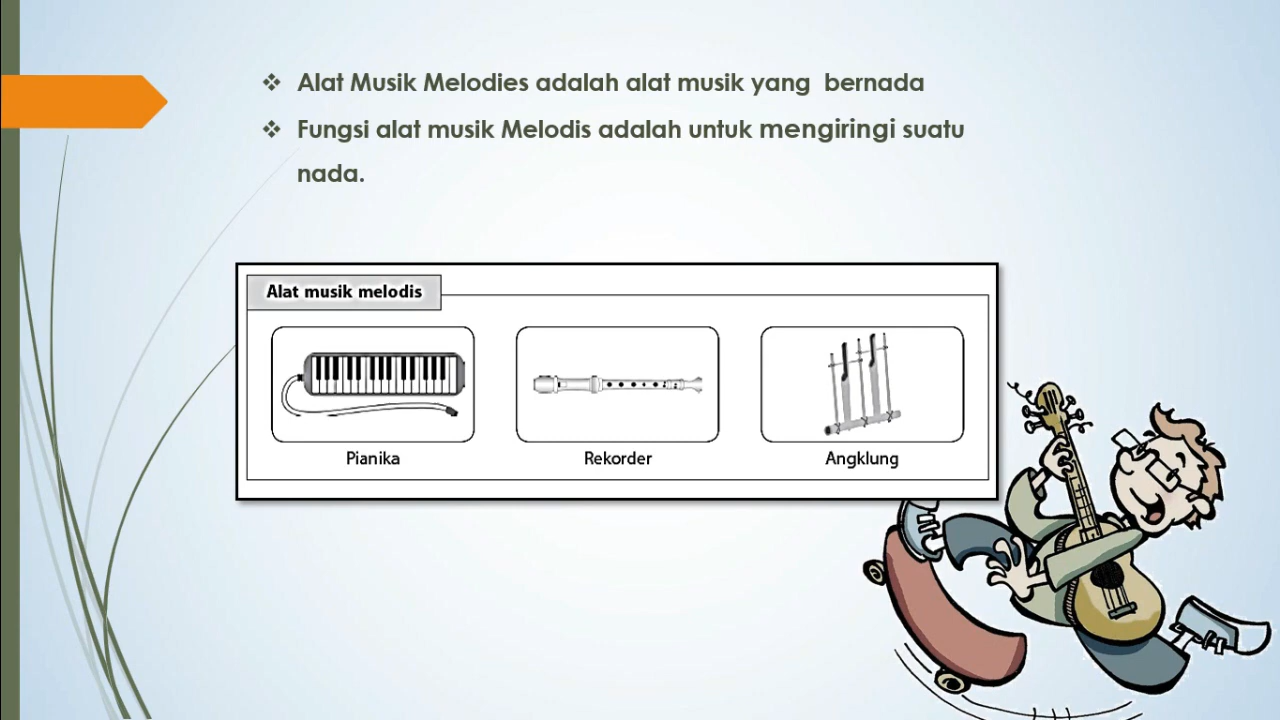 ❖ Alat Musik Melodies adalah alat musik yang bernada
❖ Fungsi alat musik Melodis adalah untuk mengiringi suatu
nada.
Alat musik melodis
Pianika
Rekorder
Angklung